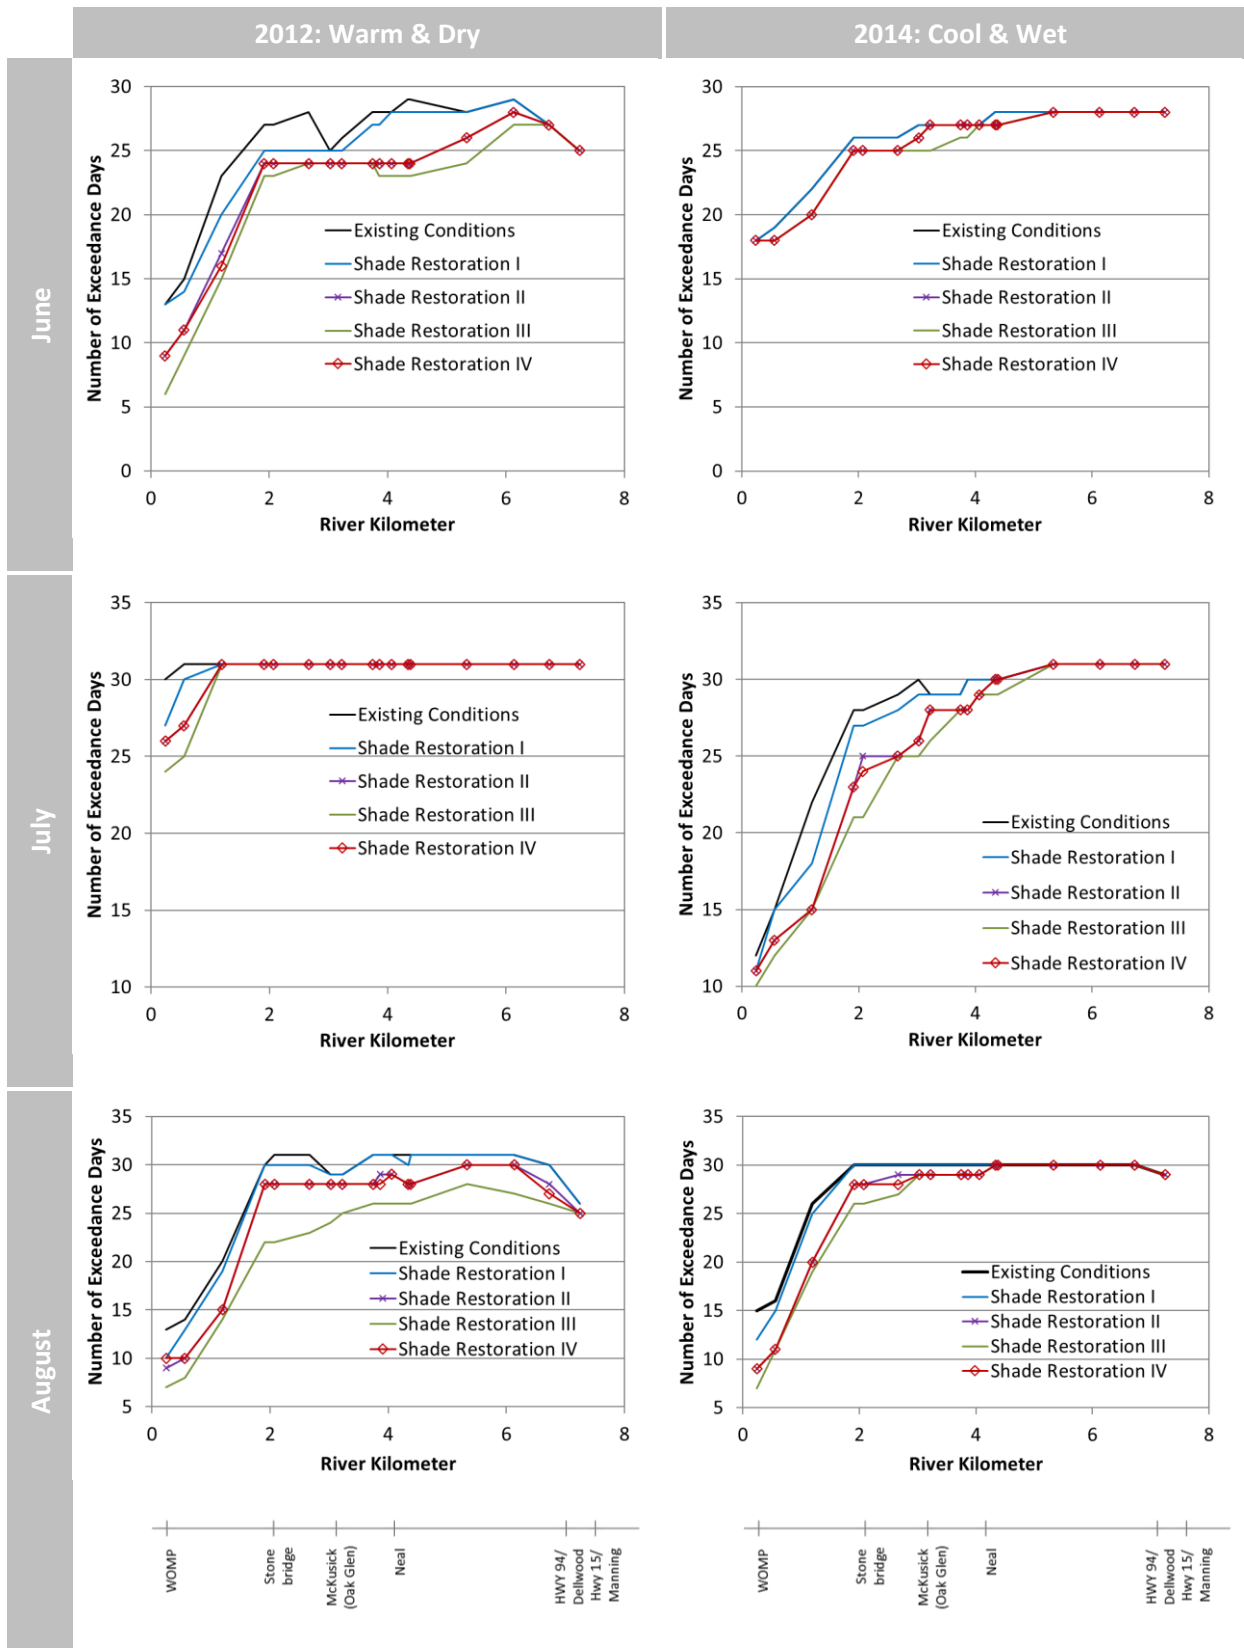 2012: Warm & Dry
2014: Cool & Wet
June
Number of Exceedance Days
30
25
20
15
10
5
0
Existing Conditions
Shade Restoration I
Shade Restoration II
Shade Restoration III
Shade Restoration IV
0 2 4 6 8
River Kilometer
Number of Exceedance Days
30
25
20
15
10
5
0
Existing Conditions
Shade Restoration I
Shade Restoration II
Shade Restoration III
Shade Restoration IV
0 2 4 6 8
River Kilometer
July
Number of Exceedance Days
35
30
25
20
15
10
Existing Conditions
Shade Restoration I
Shade Restoration II
Shade Restoration III
Shade Restoration IV
0 2 4 6 8
River Kilometer
Number of Exceedance Days
35
30
25
20
15
10
Existing Conditions
Shade Restoration I
Shade Restoration II
Shade Restoration III
Shade Restoration IV
0 2 4 6 8
River Kilometer
August
Number of Exceedance Days
35
30
25
20
15
10
5
Existing Conditions
Shade Restoration I
Shade Restoration II
Shade Restoration III
Shade Restoration IV
0 2 4 6 8
River Kilometer
Number of Exceedance Days
35
30
25
20
15
10
5
Existing Conditions
Shade Restoration I
Shade Restoration II
Shade Restoration III
Shade Restoration IV
0 2 4 6 8
River Kilometer
WOMP
Stone
bridge
McKusick
(Oak Glen)
Neal
HWY 94/
Dellwood
Hwy 15/
Manning
WOMP
Stone
bridge
McKusick
(Oak Glen)
Neal
HWY 94/
Dellwood
Hwy 15/
Manning